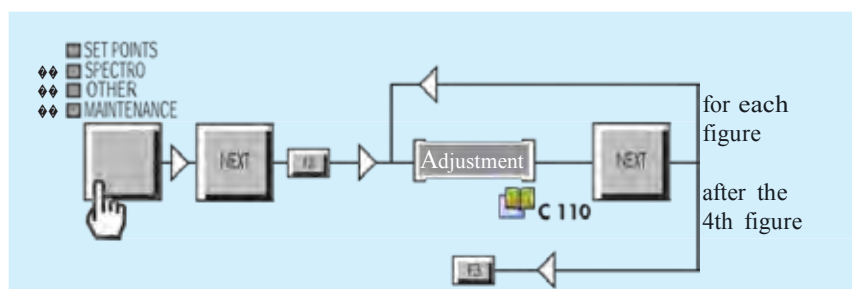 SET POINTS
�� SPECTRO
�� OTHER
�� MAINTENANCE
for each
figure
NEXT
Adjustment
NEXT
C 110
after the
4th figure
F3